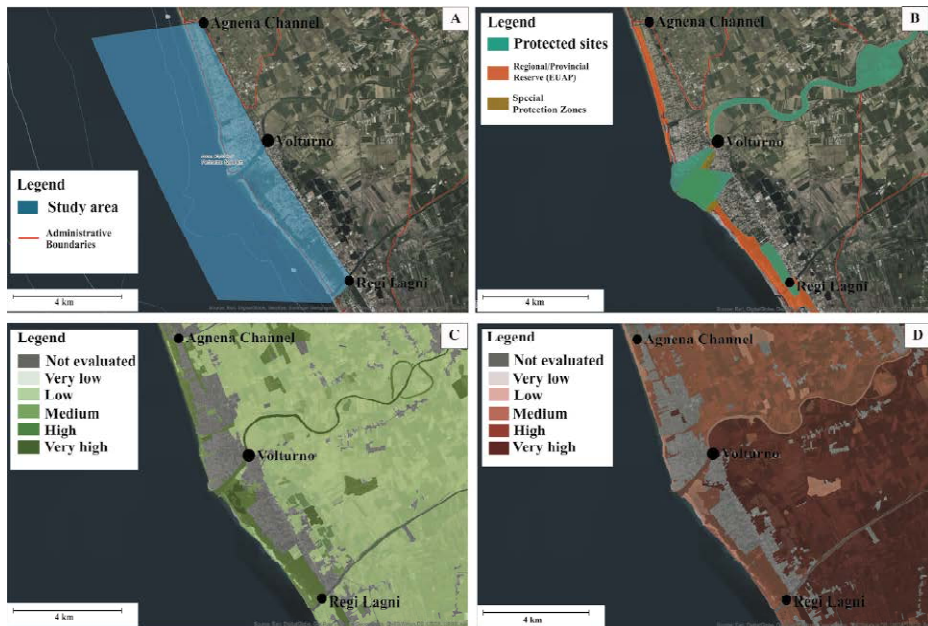 A
Agnena Channel
Volturno
Legend
Study area
Administrative
Boundaries
Regi Lagni
4 km
B
Agnena Channel
Legend
Protected sites
Regional/Provincial
Reserve (EUAP)
Special
Protection Zones
Volturno
Regi Lagni
4 km
C
Legend
Agnena Channel
Not evaluated
Very low
Low
Medium
High
Very high
Volturno
Regi Lagni
4 km
D
Legend
Agnena Channel
Not evaluated
Very low
Low
Medium
High
Very high
Volturno
Regi Lagni
4 km